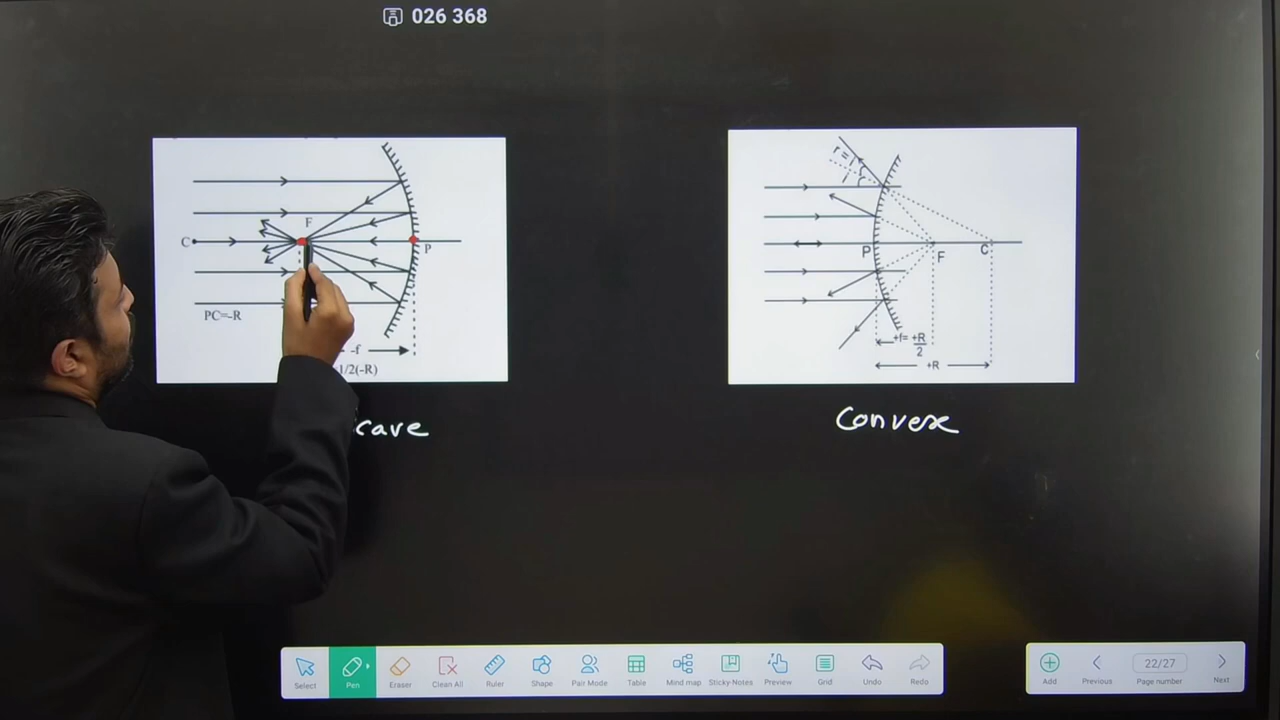 026 368
F
C
P
PC=-R
-f
1/2(-R)
cave
r = i
P
F
C
+f= +R/2
+R
Convex
Select
Pen
Eraser
Clean All
Ruler
Shape
Pair Mode
Table
Mind map
Sticky-Notes
Preview
Grid
Undo
Redo
Add
Previous
22/27
Page number
Next